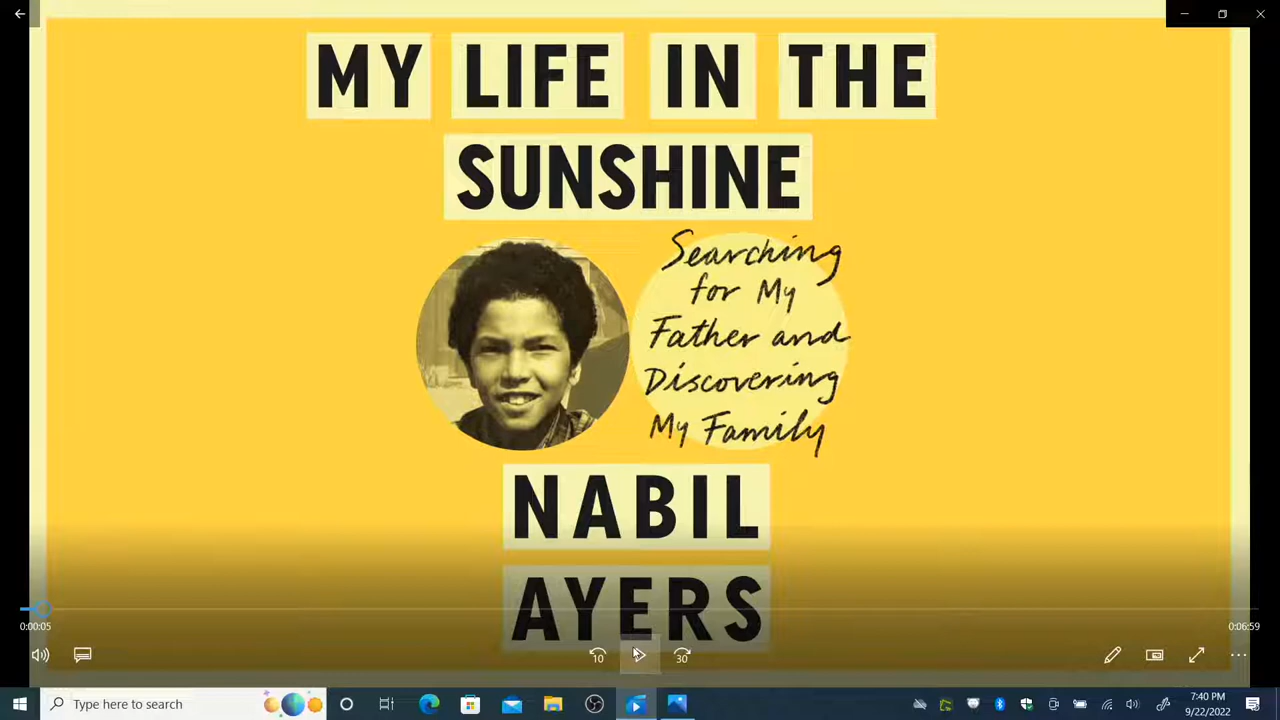 MY LIFE IN THE
SUNSHINE
Searching
for My
Father and
Discovering
My Family
NABIL
AYERS
0:00:05
0:06:59
10
30
Type here to search
7:40 PM
9/22/2022